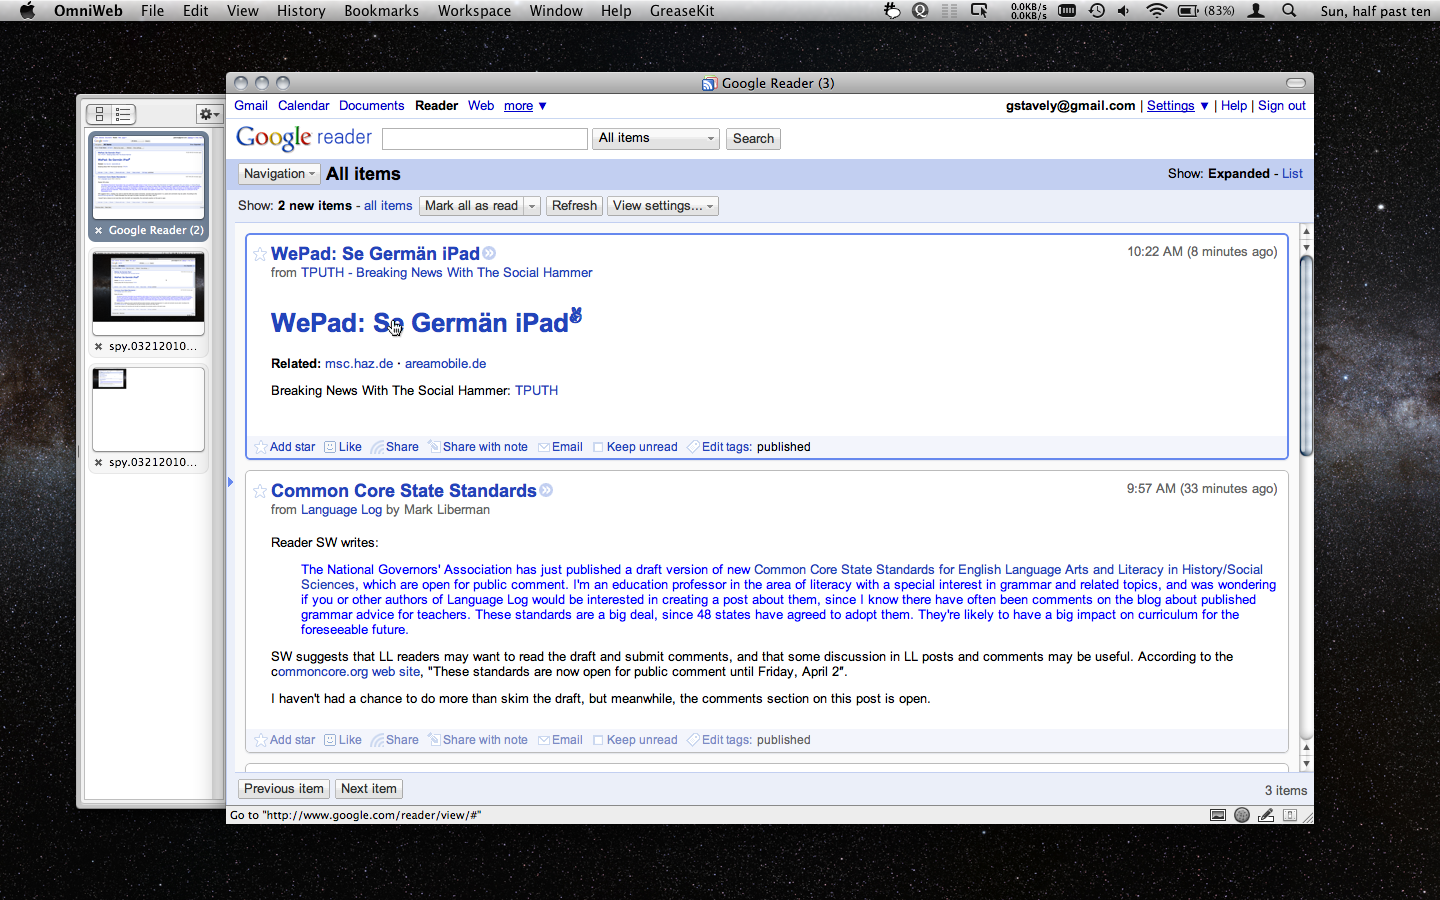 OmniWeb File Edit View History Bookmarks Workspace Window Help GreaseKit
0.0KB/s
0.0KB/s
(83%) Sun, half past ten
Google Reader (3)
Gmail Calendar Documents Reader Web more ▼
gstavely@gmail.com | Settings ▼ | Help | Sign out
Google reader
All items
Search
Navigation
All items
Show: Expanded - List
Show: 2 new items - all items
Mark all as read
Refresh
View settings...
Google Reader (2)
spy.03212010...
spy.03212010...
WePad: Se Germän iPad
10:22 AM (8 minutes ago)
from TPUTH - Breaking News With The Social Hammer
WePad: Se Germän iPad
Related: msc.haz.de · areamobile.de
Breaking News With The Social Hammer: TPUTH
Add star Like Share Share with note Email Keep unread Edit tags: published
Common Core State Standards
9:57 AM (33 minutes ago)
from Language Log by Mark Liberman
Reader SW writes:
The National Governors' Association has just published a draft version of new Common Core State Standards for English Language Arts and Literacy in History/Social
Sciences, which are open for public comment. I'm an education professor in the area of literacy with a special interest in grammar and related topics, and was wondering
if you or other authors of Language Log would be interested in creating a post about them, since I know there have often been comments on the blog about published
grammar advice for teachers. These standards are a big deal, since 48 states have agreed to adopt them. They're likely to have a big impact on curriculum for the
foreseeable future.
SW suggests that LL readers may want to read the draft and submit comments, and that some discussion in LL posts and comments may be useful. According to the
commoncore.org web site, "These standards are now open for public comment until Friday, April 2″.
I haven't had a chance to do more than skim the draft, but meanwhile, the comments section on this post is open.
Add star Like Share Share with note Email Keep unread Edit tags: published
Previous item
Next item
3 items
Go to "http://www.google.com/reader/view/#"